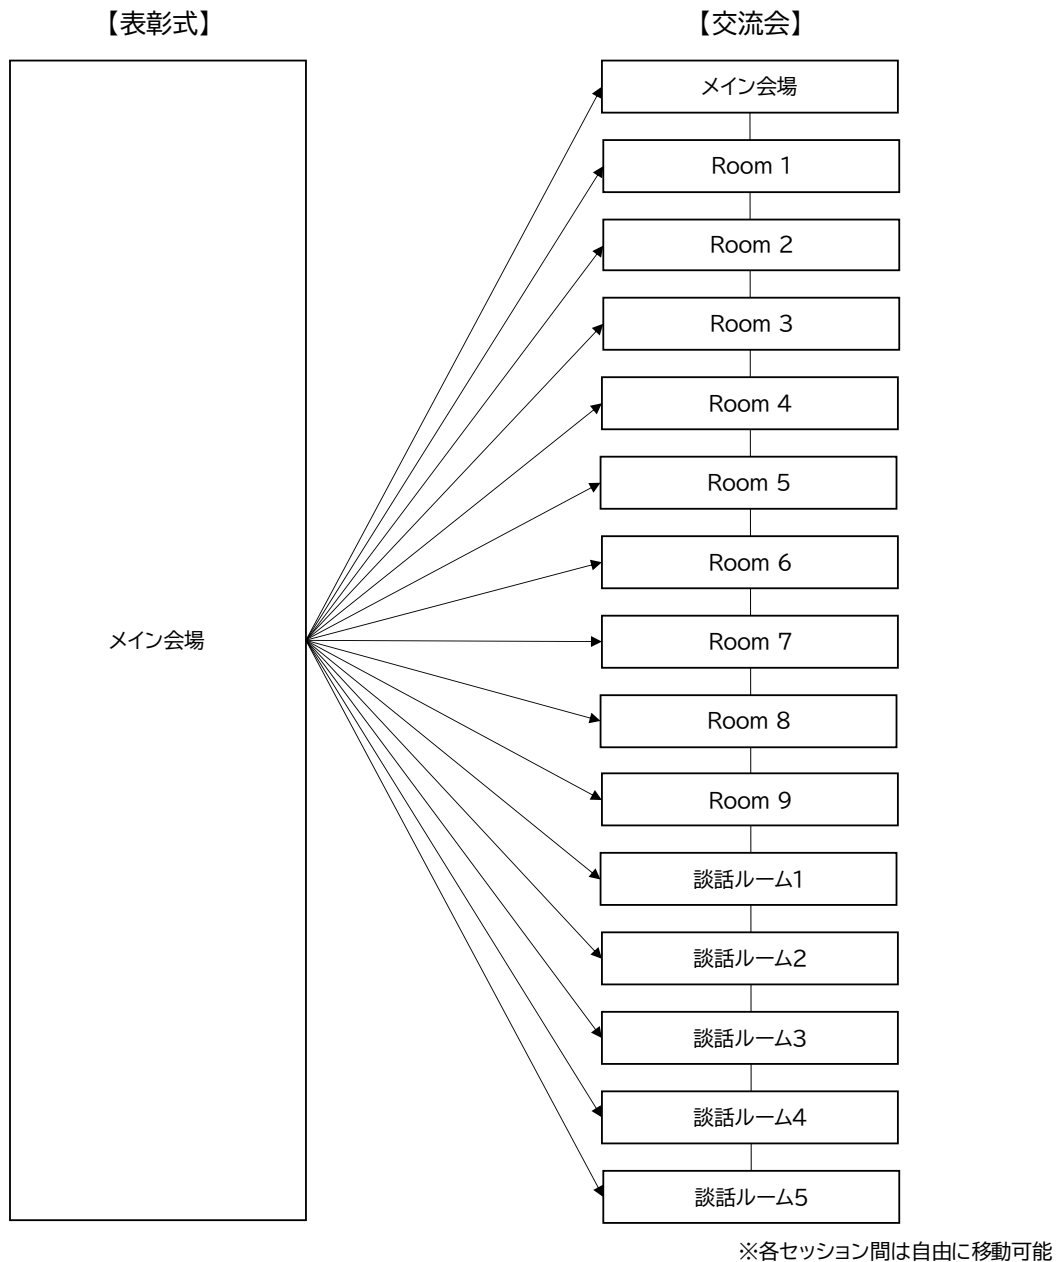 【表彰式】
【交流会】
メイン会場
メイン会場
Room 1
Room 2
Room 3
Room 4
Room 5
Room 6
Room 7
Room 8
Room 9
談話ルーム1
談話ルーム2
談話ルーム3
談話ルーム4
談話ルーム5
※各セッション間は自由に移動可能